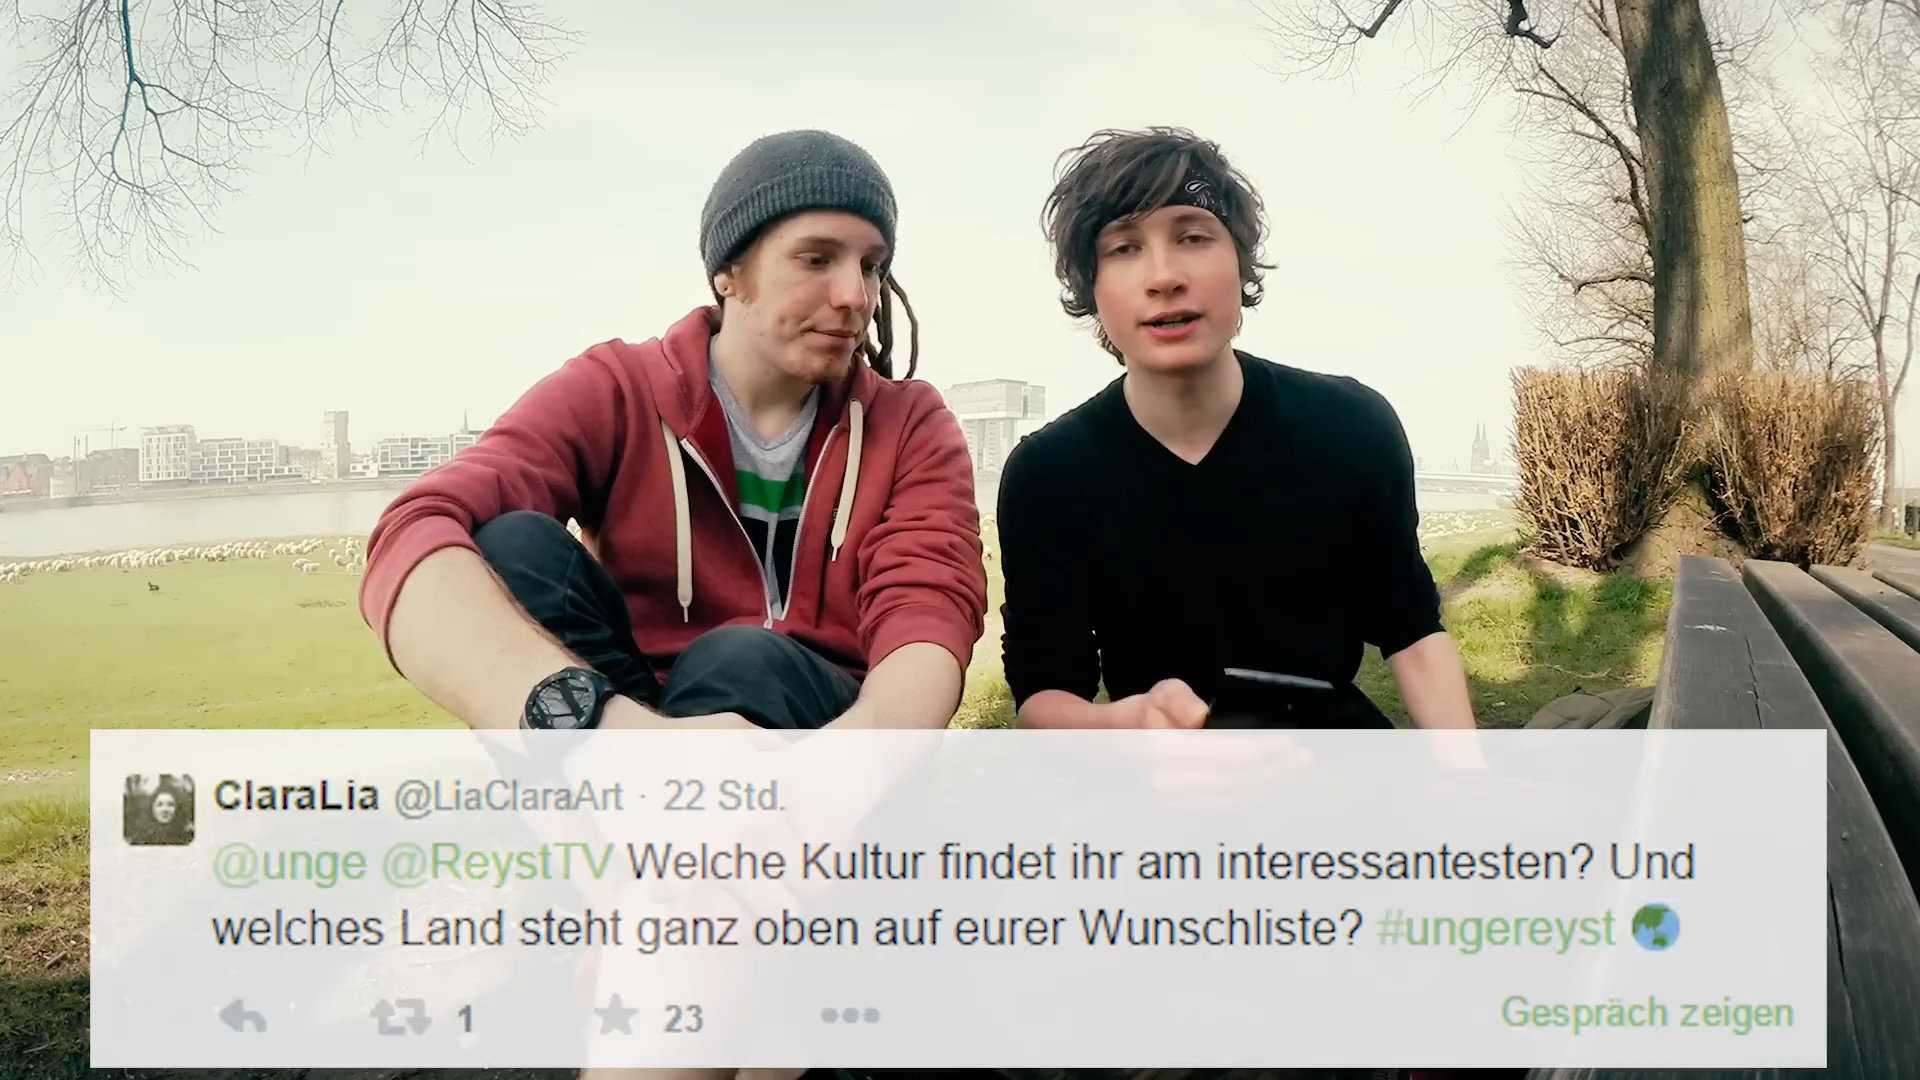 ClaraLia @LiaClaraArt · 22 Std.
@unge @ReystTV Welche Kultur findet ihr am interessantesten? Und
welches Land steht ganz oben auf eurer Wunschliste? #ungereyst
1 23
Gespräch zeigen